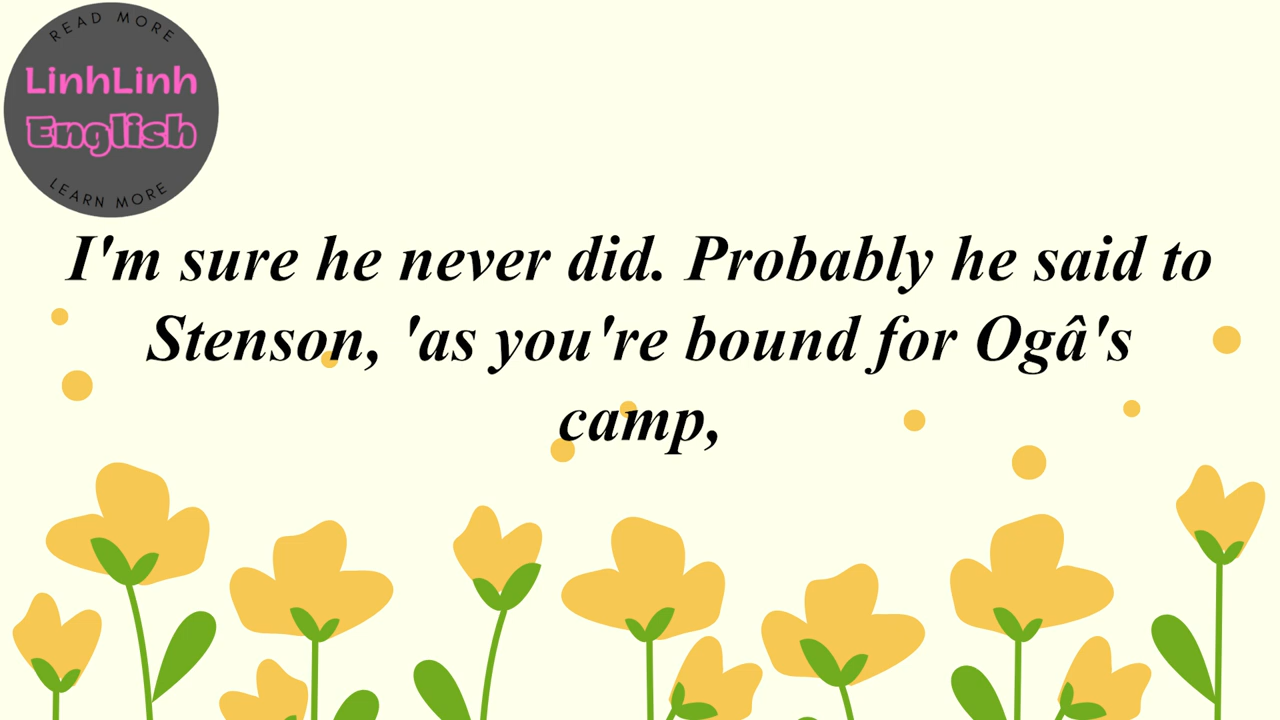 READ MORE
LinhLinh
English
LEARN MORE
I'm sure he never did. Probably he said to
Stenson, 'as you're bound for Ogâ's
camp,